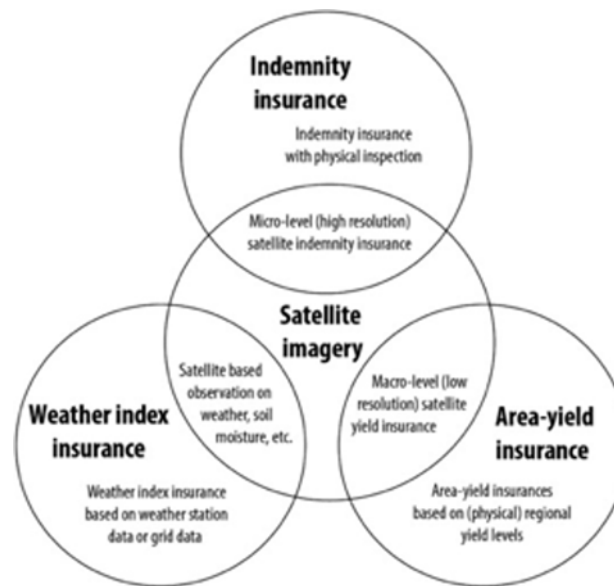 Indemnity
insurance
Indemnity insurance
with physical inspection
Micro-level (high resolution)
satellite indemnity insurance
Satellite
imagery
Satellite based
observation on
weather, soil
moisture, etc.
Macro-level (low
resolution) satellite
yield insurance
Weather index
insurance
Area-yield
insurance
Weather index insurance
based on weather station
data or grid data
Area-yield insurances
based on (physical) regional
yield levels